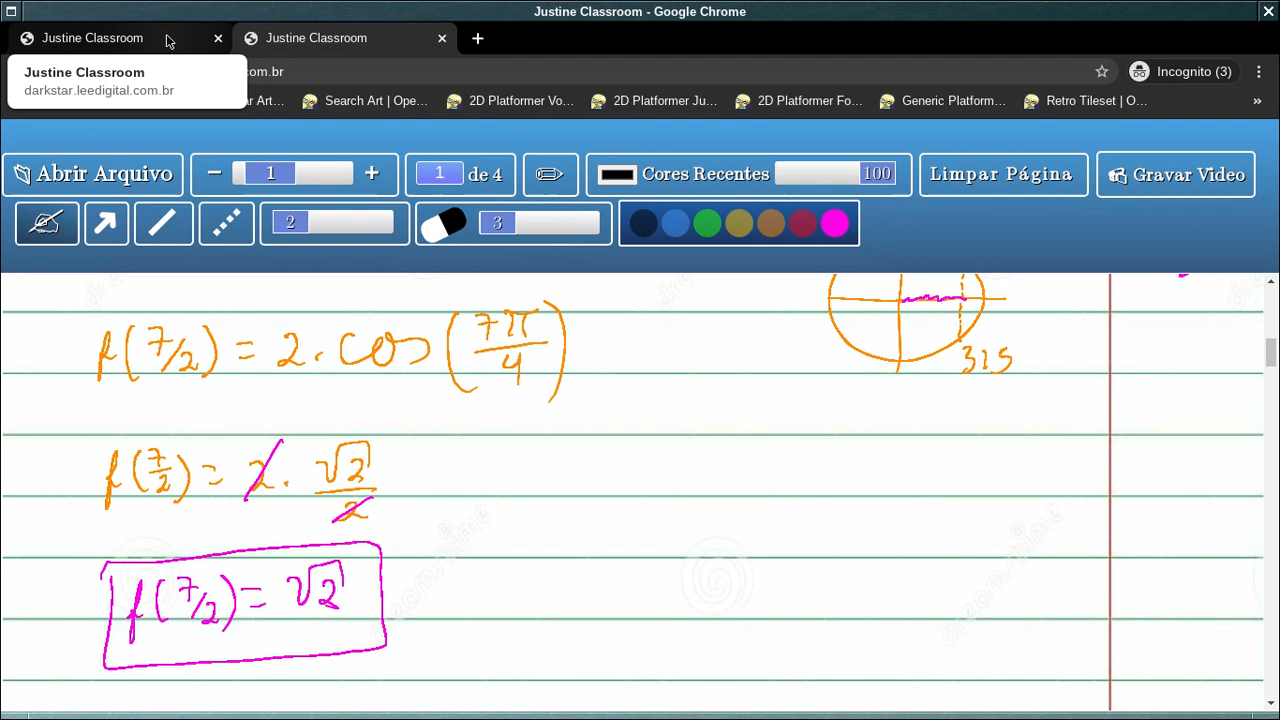 Justine Classroom - Google Chrome
Justine Classroom
Justine Classroom
Justine Classroom
darkstar.leedigital.com.br
com.br
Incognito (3)
Art...
Search Art | Ope...
2D Platformer Vo...
2D Platformer Ju...
2D Platformer Fo...
Generic Platform...
Retro Tileset | O...
»
Abrir Arquivo
− 1 +
1 de 4
Cores Recentes 100
Limpar Página
Gravar Video
2
3
f(7/2) = 2 . cos (7π/4)
315
f(7/2) = 2 . √2/2
f(7/2) = √2